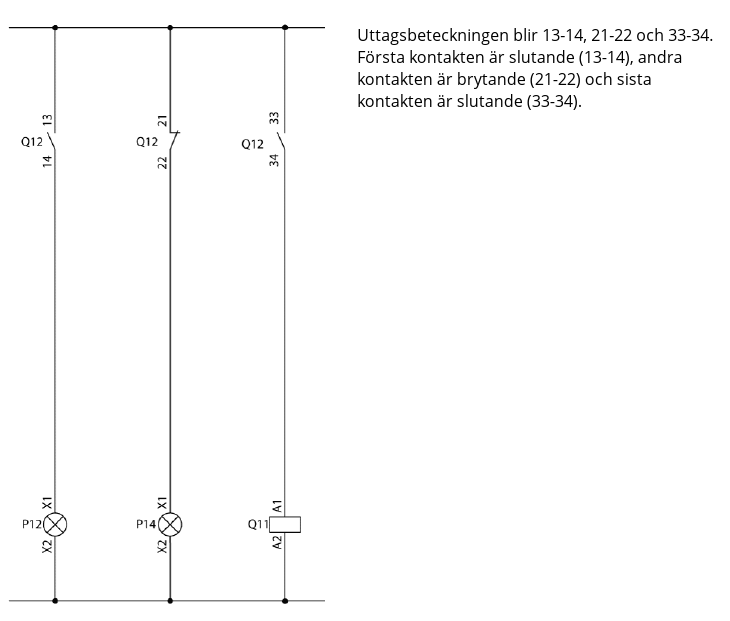 Uttagsbeteckningen blir 13-14, 21-22 och 33-34.
Första kontakten är slutande (13-14), andra
kontakten är brytande (21-22) och sista
kontakten är slutande (33-34).
13
Q12
14
21
Q12
22
33
Q12
34
X1
P12
X2
X1
P14
X2
A1
Q11
A2